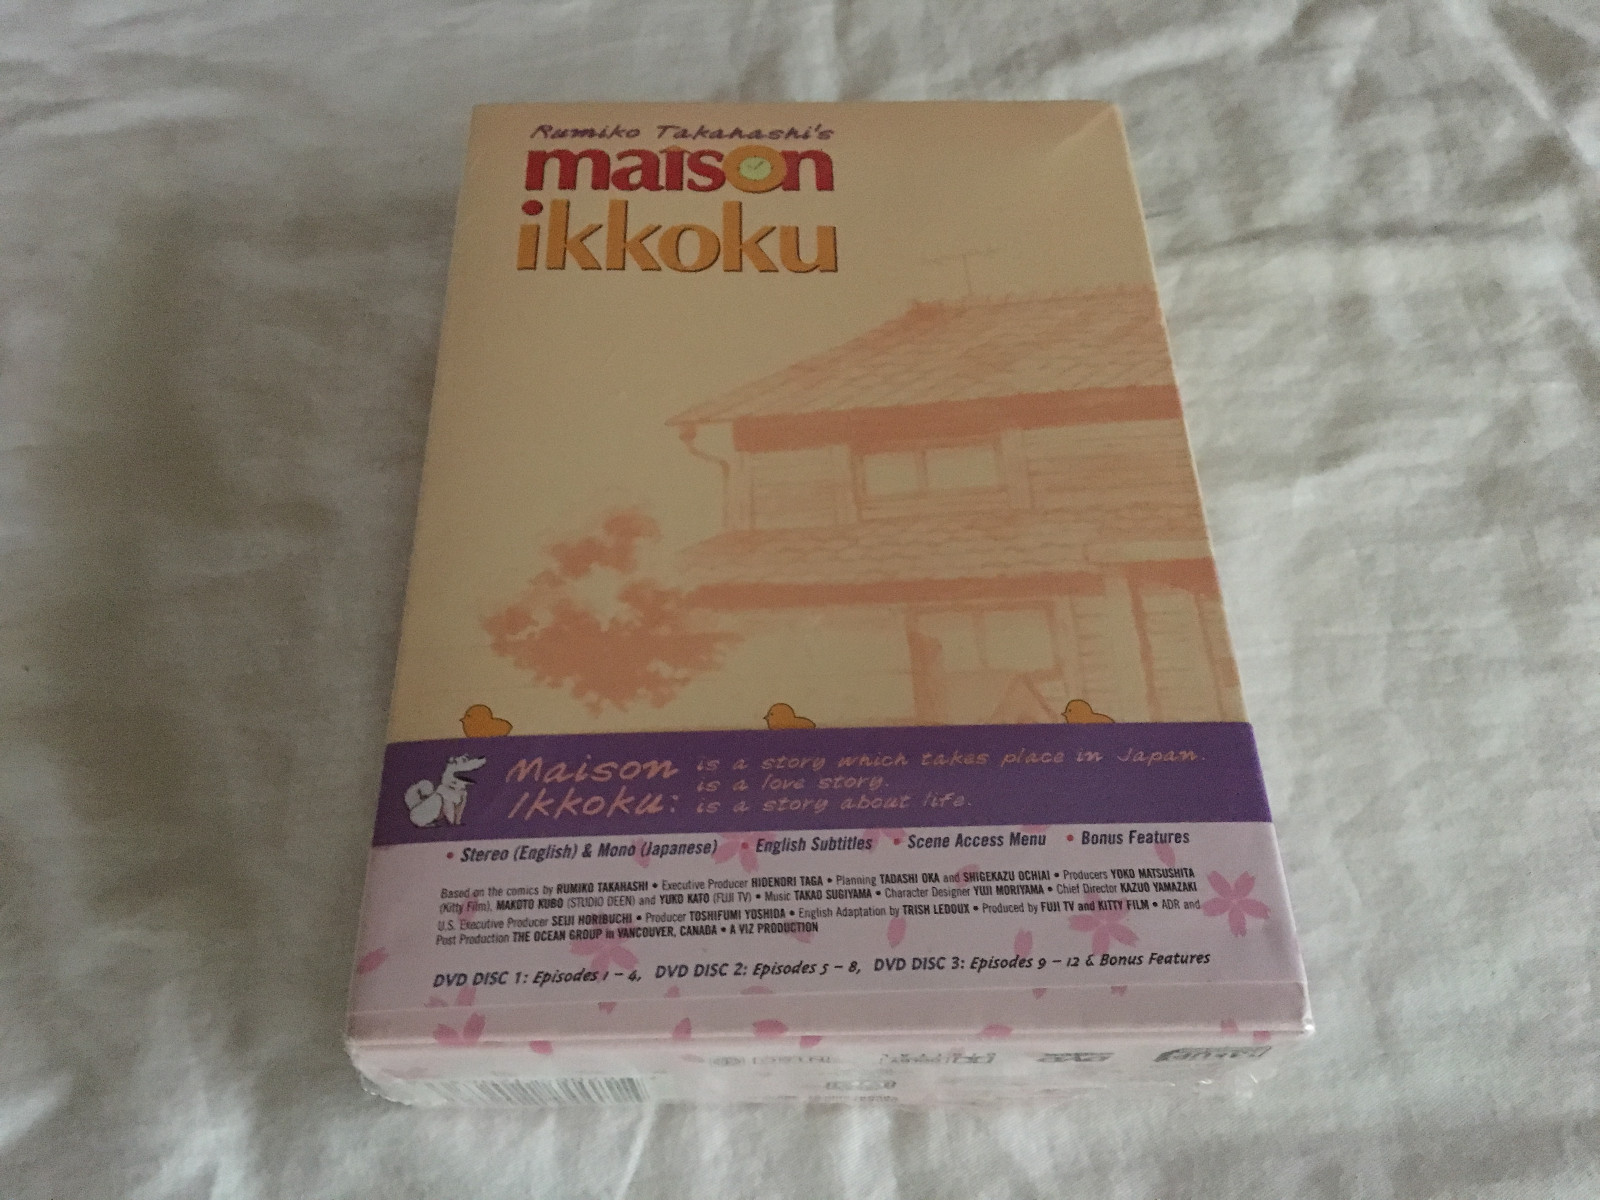 Rumiko Takahashi's
maison
ikkoku
Maison is a story which takes place in Japan.
is a love story.
Ikkoku: is a story about life.
• Stereo (English) & Mono (Japanese) • English Subtitles • Scene Access Menu • Bonus Features
Based on the comics by RUMIKO TAKAHASHI • Executive Producer HIDENORI TAGA • Planning TADASHI OKA and SHIGEKAZU OCHIAI • Producers YOKO MATSUSHITA
(Kitty Film), MAKOTO KUBO (STUDIO DEEN) and YUKO KATO (FUJI TV) • Music TAKAO SUGIYAMA • Character Designer YUJI MORIYAMA • Chief Director KAZUO YAMAZAKI
U.S. Executive Producer SEIJI HORIBUCHI • Producer TOSHIFUMI YOSHIDA • English Adaptation by TRISH LEDOUX • Produced by FUJI TV and KITTY FILM • ADR and
Post Production THE OCEAN GROUP in VANCOUVER, CANADA • A VIZ PRODUCTION
DVD DISC 1: Episodes 1 – 4, DVD DISC 2: Episodes 5 – 8, DVD DISC 3: Episodes 9 – 12 & Bonus Features